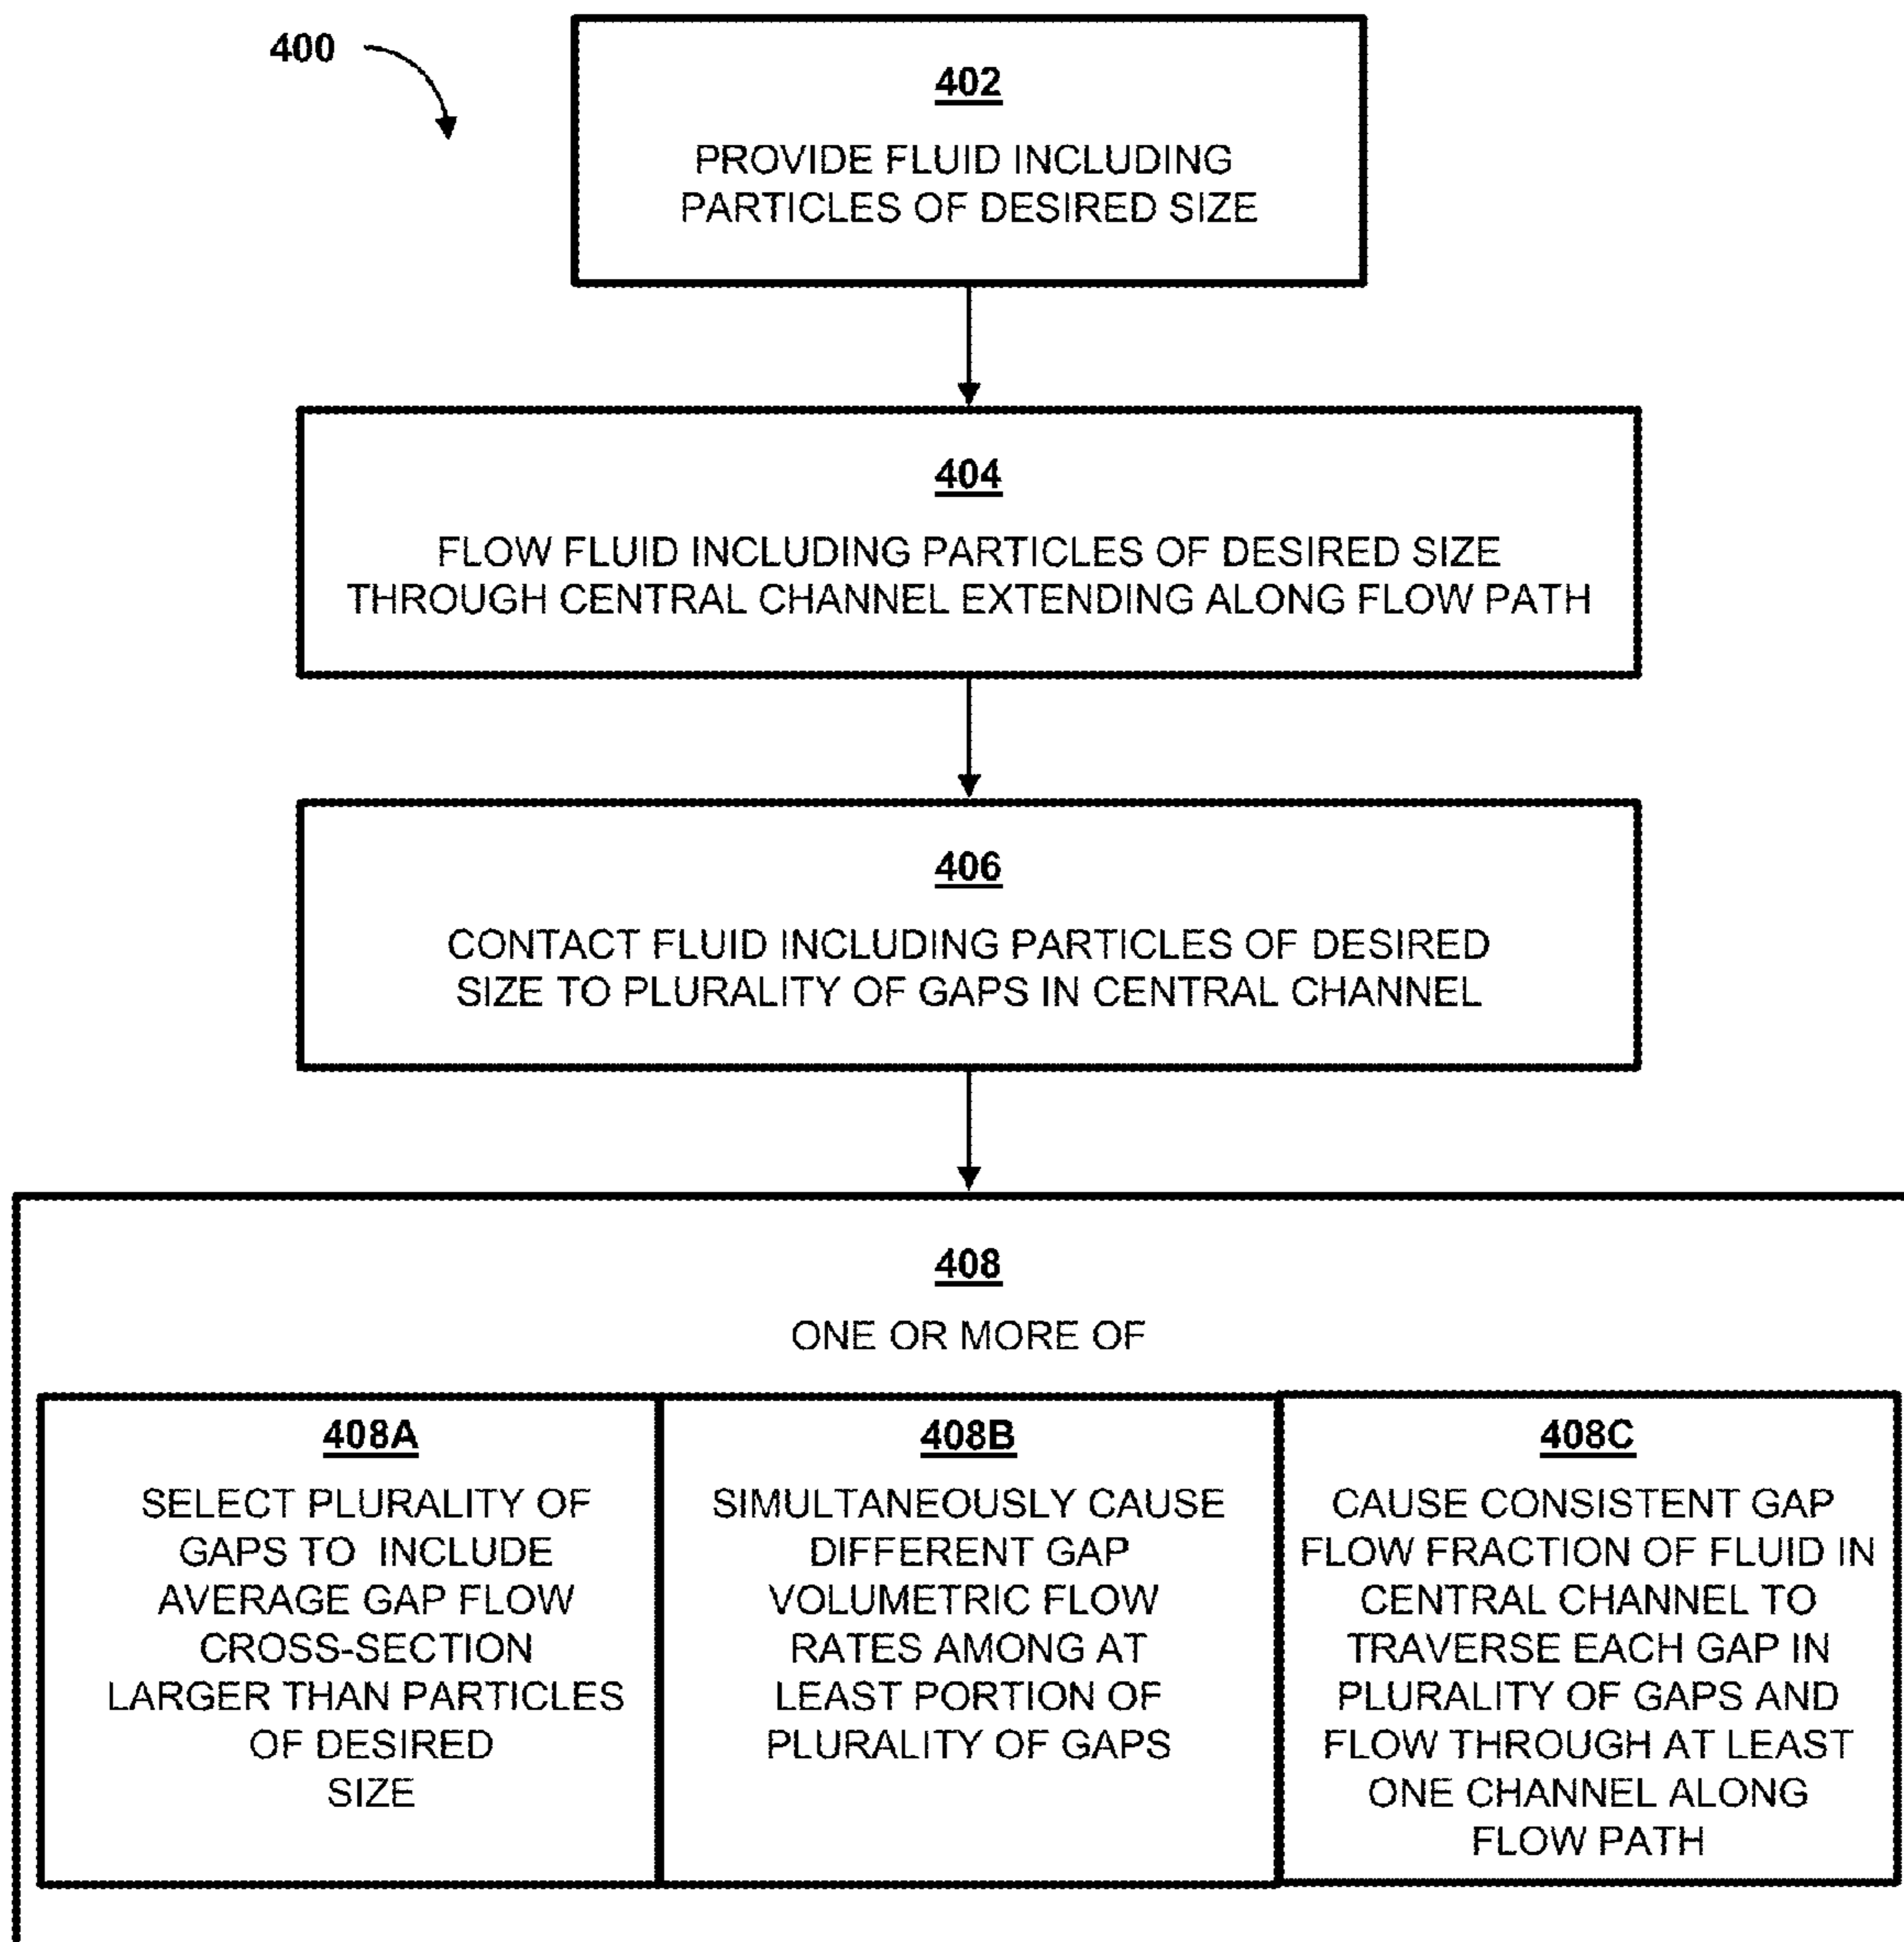 400
402
PROVIDE FLUID INCLUDING
PARTICLES OF DESIRED SIZE
404
FLOW FLUID INCLUDING PARTICLES OF DESIRED SIZE
THROUGH CENTRAL CHANNEL EXTENDING ALONG FLOW PATH
406
CONTACT FLUID INCLUDING PARTICLES OF DESIRED
SIZE TO PLURALITY OF GAPS IN CENTRAL CHANNEL
408
ONE OR MORE OF
408A
SELECT PLURALITY OF
GAPS TO INCLUDE
AVERAGE GAP FLOW
CROSS-SECTION
LARGER THAN PARTICLES
OF DESIRED
SIZE
408B
SIMULTANEOUSLY CAUSE
DIFFERENT GAP
VOLUMETRIC FLOW
RATES AMONG AT
LEAST PORTION OF
PLURALITY OF GAPS
408C
CAUSE CONSISTENT GAP
FLOW FRACTION OF FLUID IN
CENTRAL CHANNEL TO
TRAVERSE EACH GAP IN
PLURALITY OF GAPS AND
FLOW THROUGH AT LEAST
ONE CHANNEL ALONG
FLOW PATH